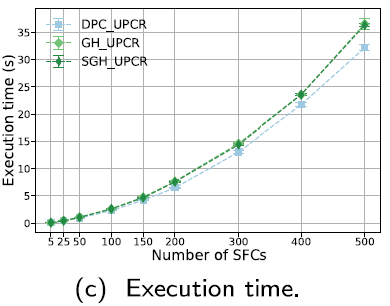 DPC_UPCR
GH_UPCR
SGH_UPCR
Execution time (s)
35
30
25
20
15
10
5
0
5 25 50 100 150 200 300 400 500
Number of SFCs
(c) Execution time.